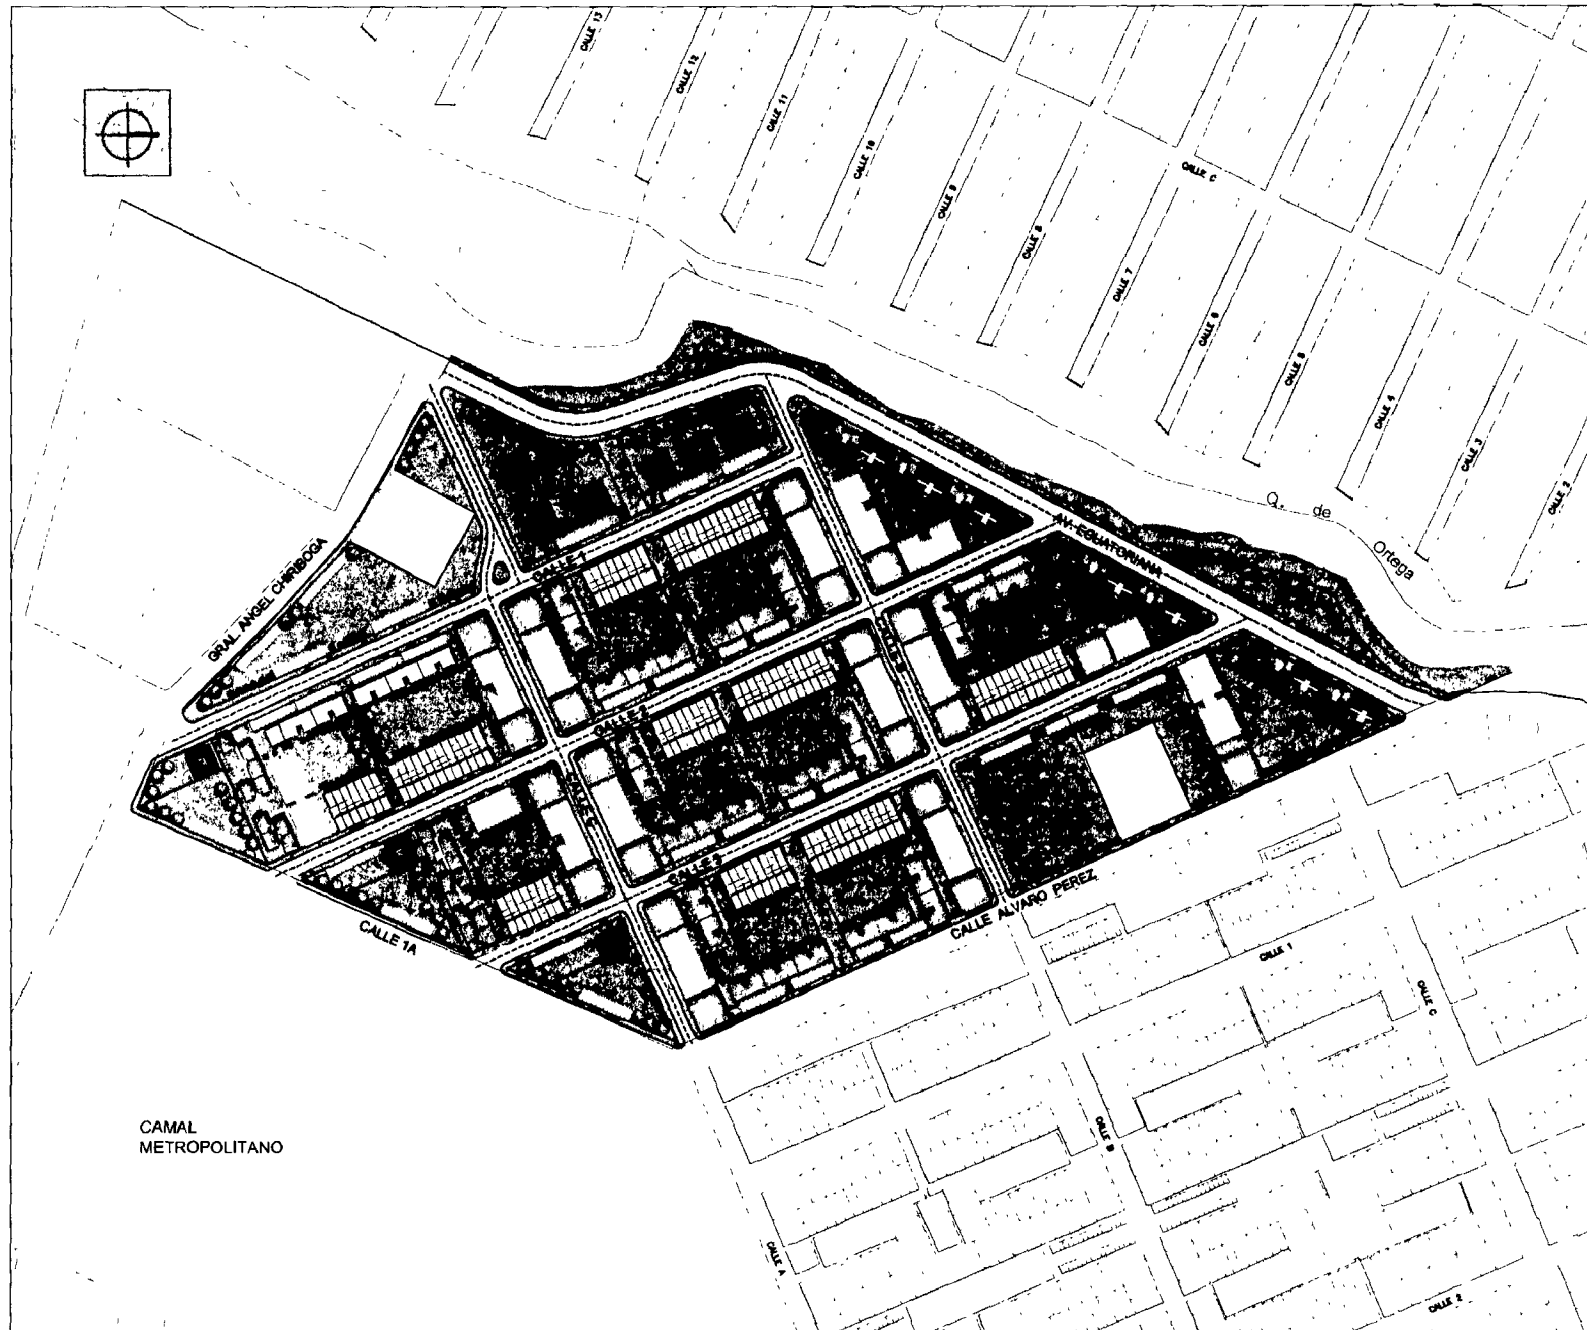 CALLE 13
CALLE 12
CALLE 11
CALLE 10
CALLE 9
CALLE 8
CALLE 7
CALLE 6
CALLE 5
CALLE 4
CALLE 3
CALLE 2
CALLE C
Q. de
Ortega
AV. ECUATORIANA
GRAL. ANGEL CHIRIBOGA
CALLE 1
CALLE B
CALLE C
CALLE 3
CALLE 1A
CALLE ALVARO PEREZ
CALLE 1
CALLE C
CALLE B
CALLE A
CALLE 2
CAMAL
METROPOLITANO